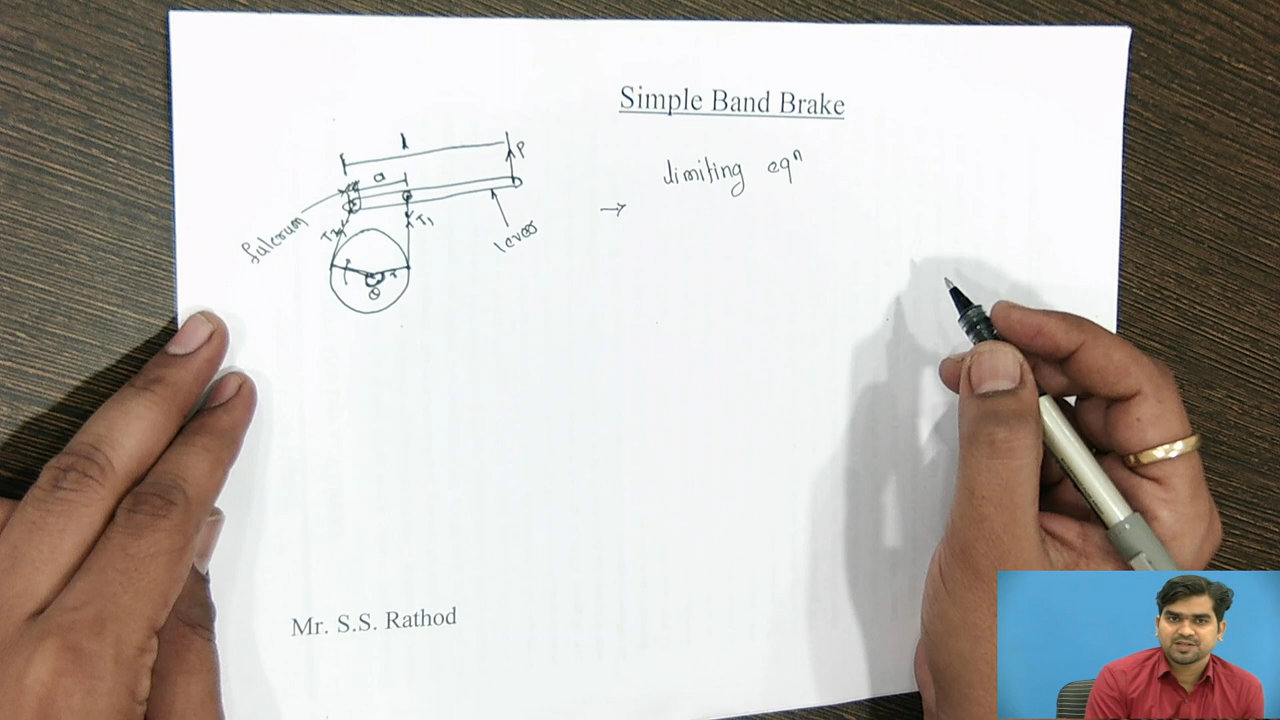 Simple Band Brake
limiting eqⁿ
→
l
P
a
fulcrum
T₂
T₁
lever
r
θ
Mr. S.S. Rathod